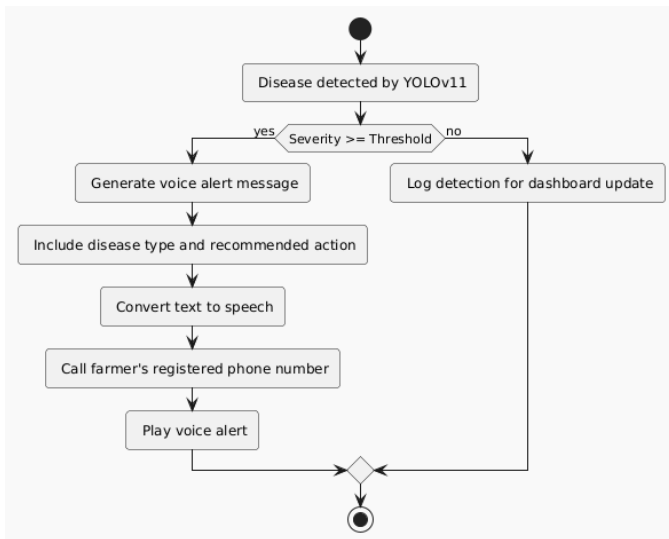 Disease detected by YOLOv11
yes
Severity >= Threshold
no
Generate voice alert message
Log detection for dashboard update
Include disease type and recommended action
Convert text to speech
Call farmer's registered phone number
Play voice alert